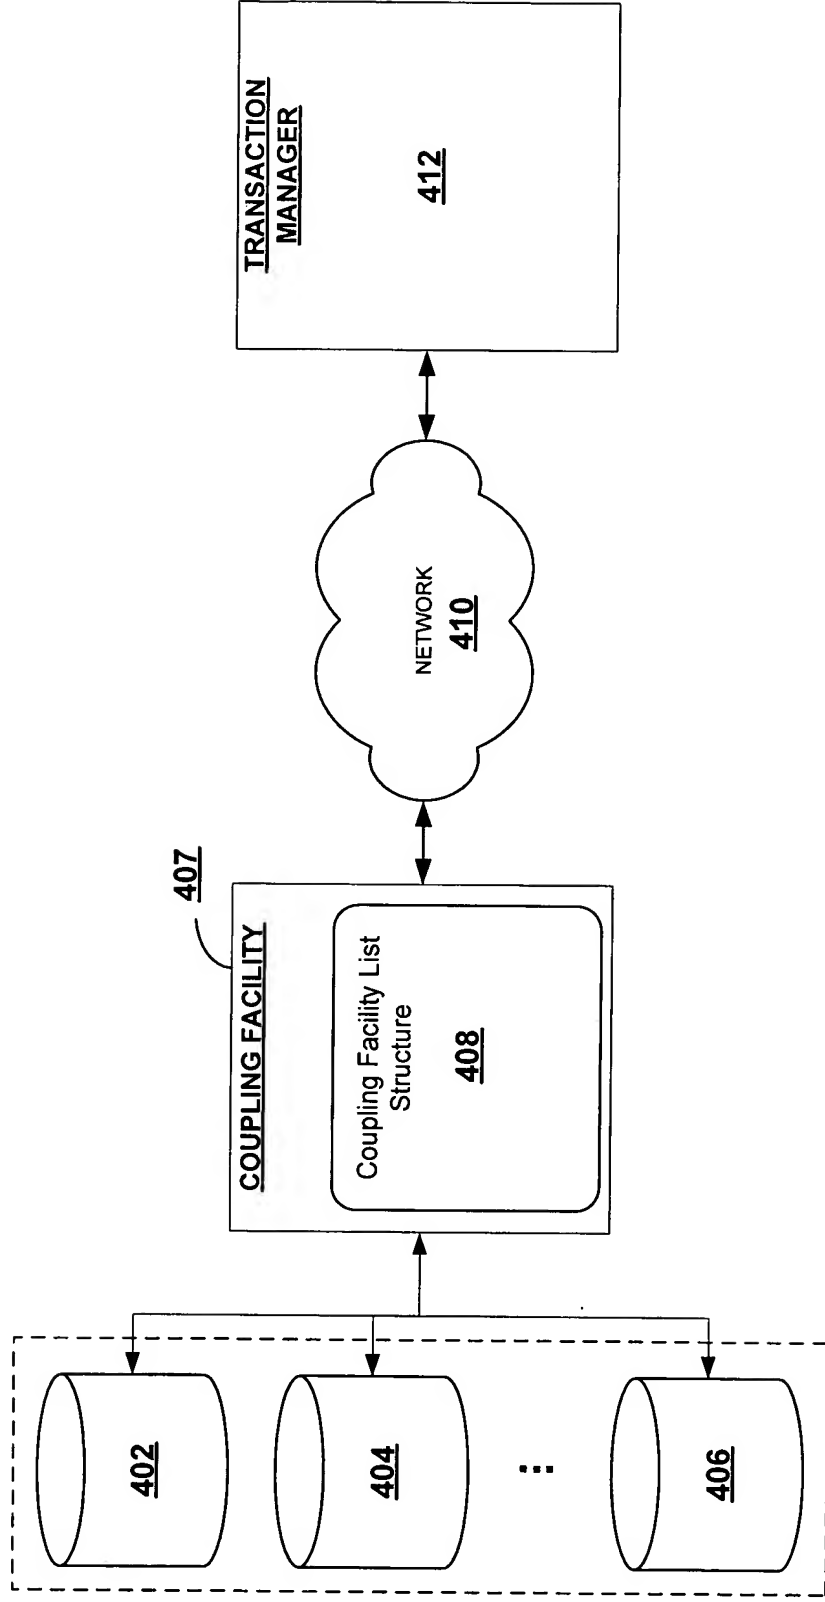 402
404
...
406
407
COUPLING FACILITY
Coupling Facility List
Structure
408
NETWORK
410
TRANSACTION
MANAGER
412